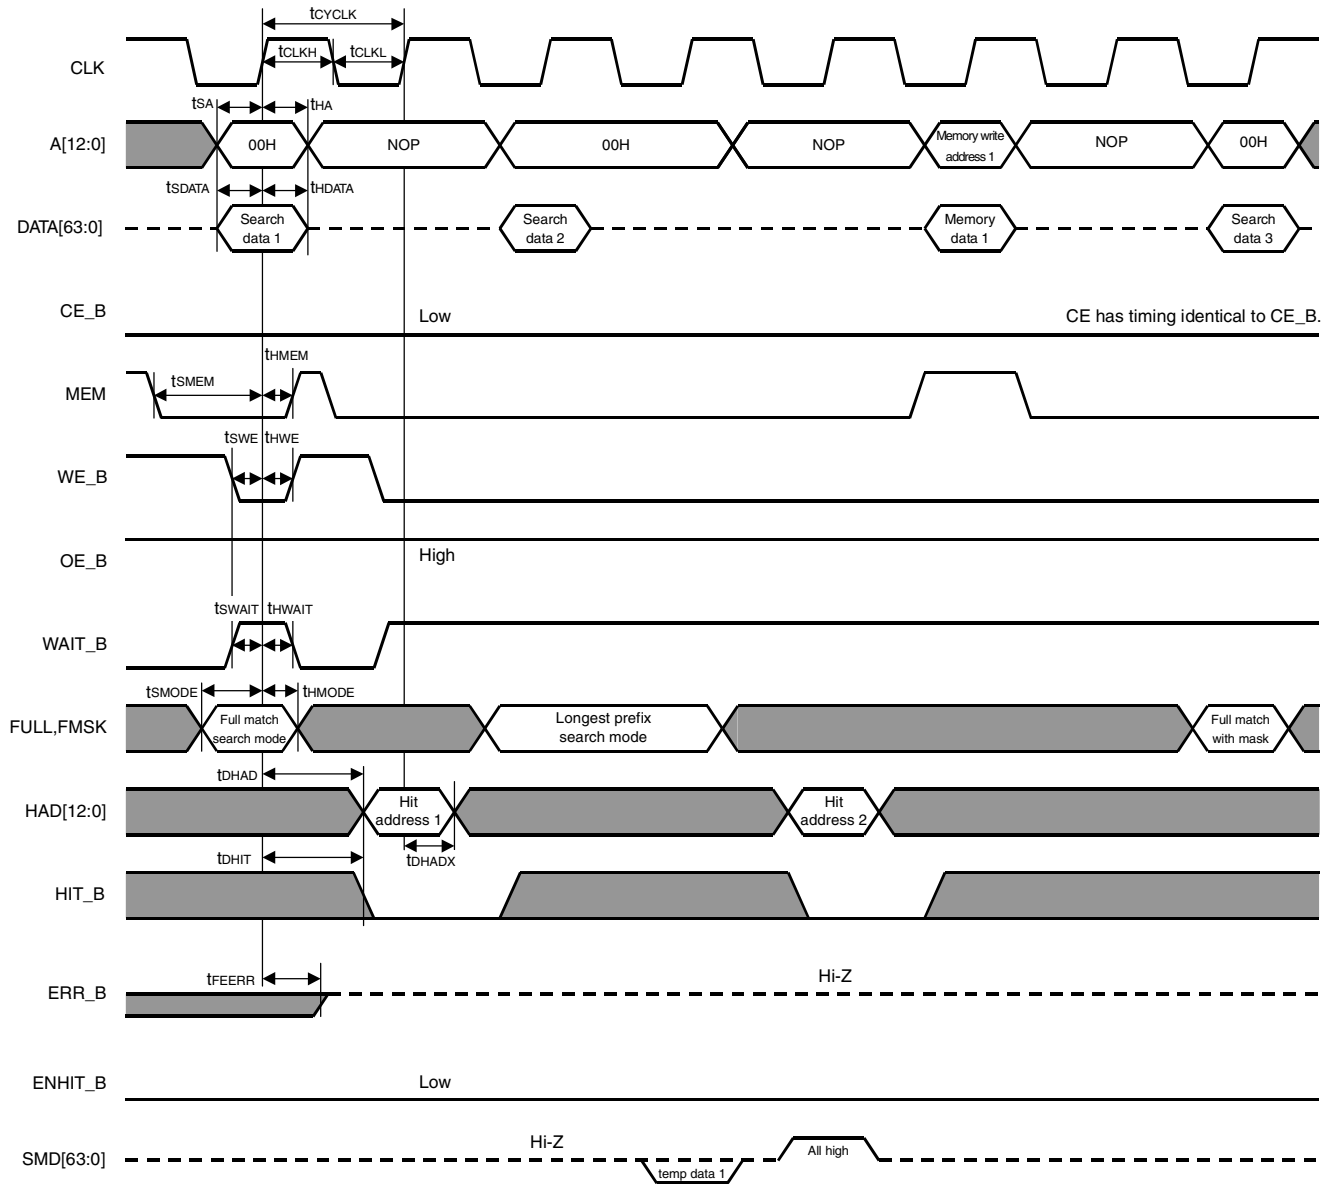 tCYCLK
CLK
tCLKH
tCLKL
tSA
tHA
A[12:0]
00H
NOP
00H
NOP
Memory write
address 1
NOP
00H
tSDATA
tHDATA
DATA[63:0]
Search
data 1
Search
data 2
Memory
data 1
Search
data 3
CE_B
Low
CE has timing identical to CE_B.
tHMEM
MEM
tSMEM
tSWE
tHWE
WE_B
OE_B
High
tSWAIT
tHWAIT
WAIT_B
tSMODE
tHMODE
FULL,FMSK
Full match
search mode
Longest prefix
search mode
Full match
with mask
tDHAD
HAD[12:0]
Hit
address 1
Hit
address 2
tDHIT
tDHADX
HIT_B
tFEERR
Hi-Z
ERR_B
ENHIT_B
Low
Hi-Z
SMD[63:0]
temp data 1
All high